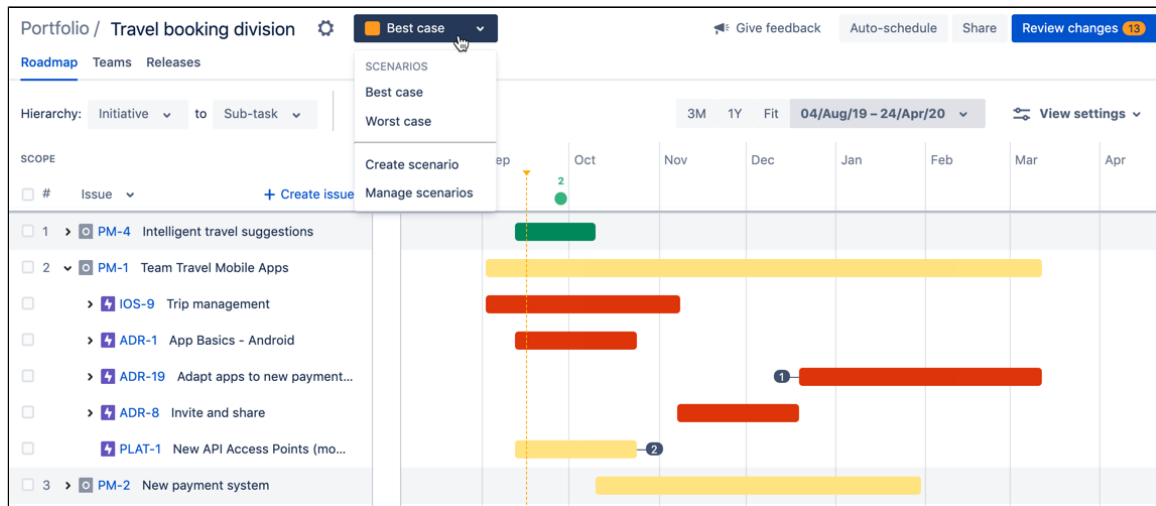 Portfolio / Travel booking division Best case Give feedback Auto-schedule Share Review changes 13
Roadmap Teams Releases
SCENARIOS
Best case
Worst case
Create scenario
Manage scenarios
Hierarchy: Initiative to Sub-task 3M 1Y Fit 04/Aug/19 – 24/Apr/20 View settings
SCOPE
ep Oct Nov Dec Jan Feb Mar Apr
2
# Issue + Create issue
1 PM-4 Intelligent travel suggestions
2 PM-1 Team Travel Mobile Apps
IOS-9 Trip management
ADR-1 App Basics - Android
ADR-19 Adapt apps to new payment... 1
ADR-8 Invite and share
PLAT-1 New API Access Points (mo... 2
3 PM-2 New payment system